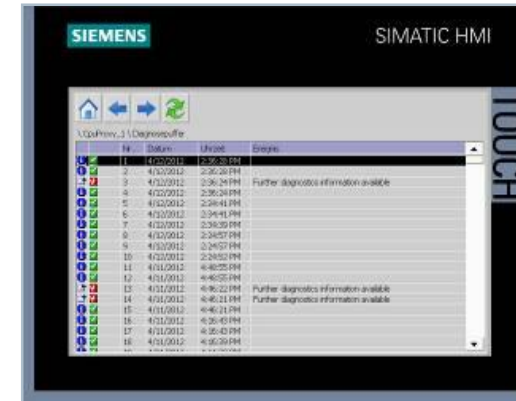 SIEMENS
SIMATIC HMI
TOUCH
\CpuProxy_1\Diagnosepuffer
Nr. Datum Uhrzeit Ereignis
1 4/12/2012 2:36:28 PM
2 4/12/2012 2:36:28 PM
3 4/12/2012 2:36:24 PM Further diagnostics information available
4 4/12/2012 2:36:24 PM
5 4/12/2012 2:34:41 PM
6 4/12/2012 2:34:41 PM
7 4/12/2012 2:34:39 PM
8 4/12/2012 2:24:57 PM
9 4/12/2012 2:24:57 PM
10 4/12/2012 2:24:52 PM
11 4/11/2012 4:48:55 PM
12 4/11/2012 4:48:55 PM
13 4/11/2012 4:46:22 PM Further diagnostics information available
14 4/11/2012 4:46:21 PM Further diagnostics information available
15 4/11/2012 4:46:21 PM
16 4/11/2012 4:16:43 PM
17 4/11/2012 4:16:43 PM
18 4/11/2012 4:16:39 PM